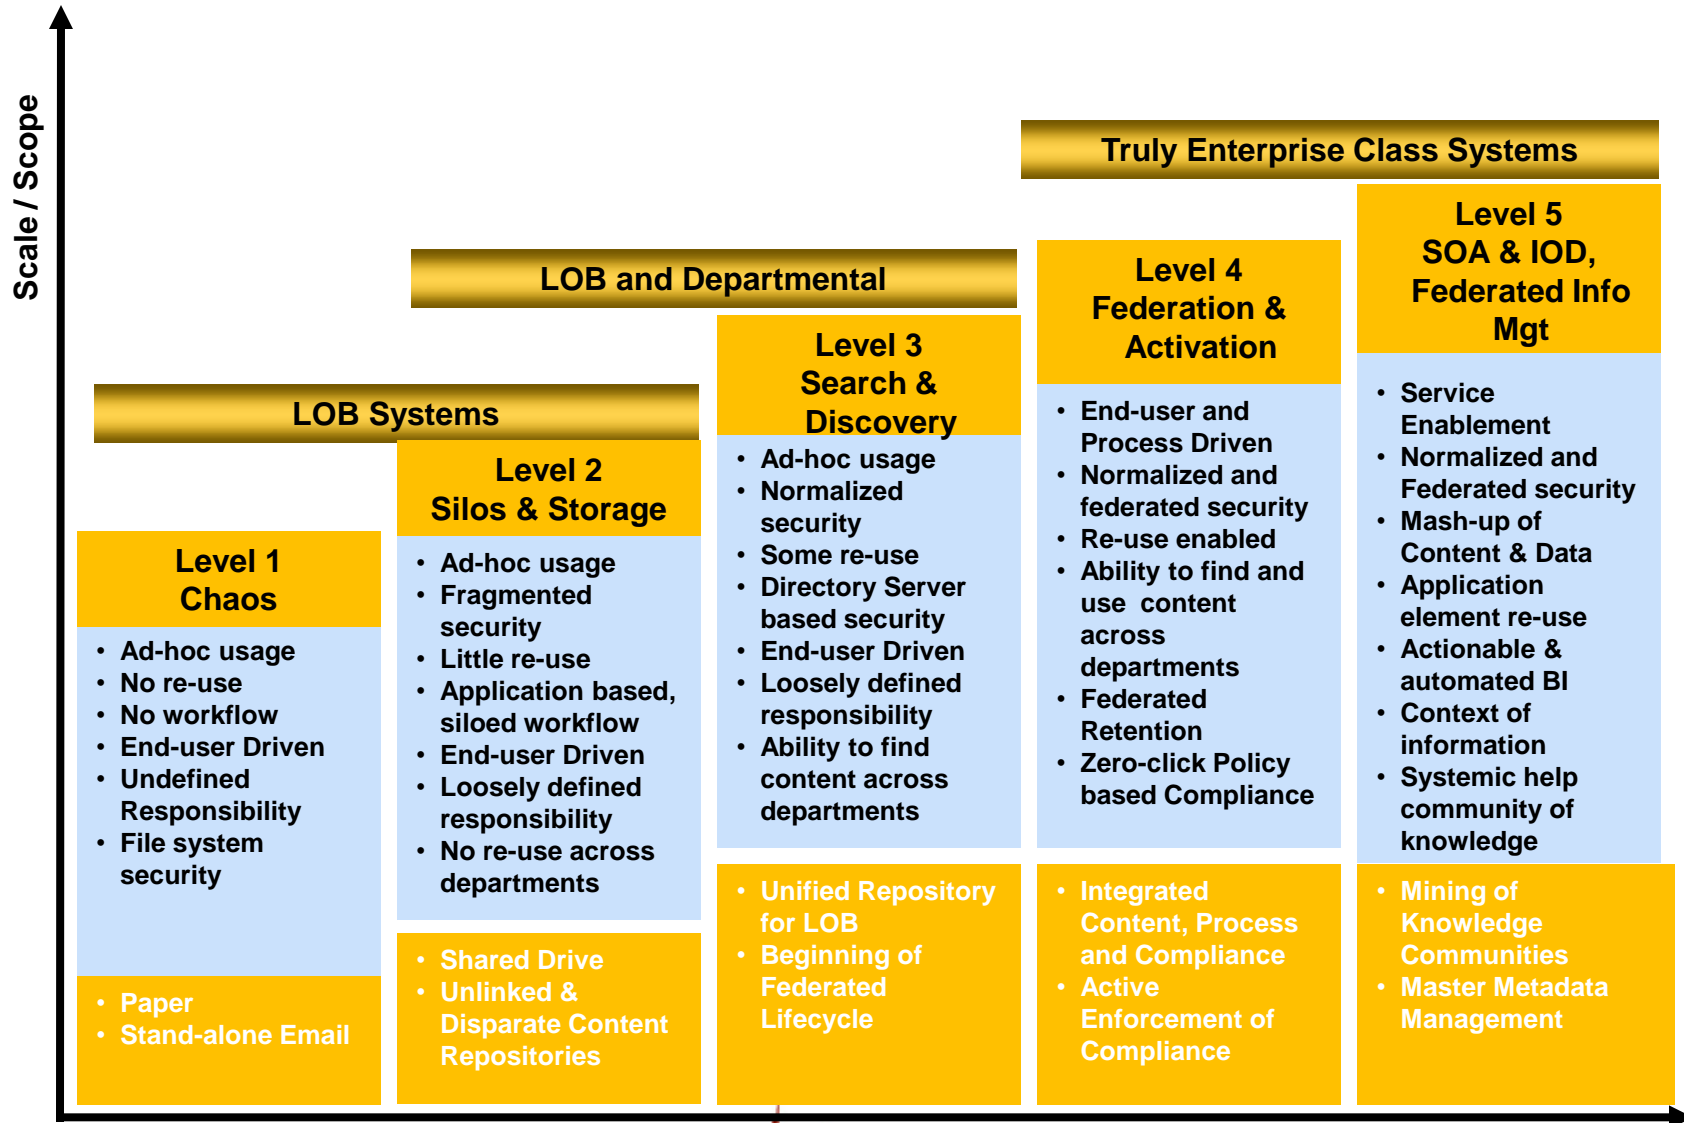 Scale / Scope
Truly Enterprise Class Systems
LOB and Departmental
LOB Systems
Level 1
Chaos
• Ad-hoc usage
• No re-use
• No workflow
• End-user Driven
• Undefined
Responsibility
• File system
security
• Paper
• Stand-alone Email
Level 2
Silos & Storage
• Ad-hoc usage
• Fragmented
security
• Little re-use
• Application based,
siloed workflow
• End-user Driven
• Loosely defined
responsibility
• No re-use across
departments
• Shared Drive
• Unlinked &
Disparate Content
Repositories
Level 3
Search &
Discovery
• Ad-hoc usage
• Normalized
security
• Some re-use
• Directory Server
based security
• End-user Driven
• Loosely defined
responsibility
• Ability to find
content across
departments
• Unified Repository
for LOB
• Beginning of
Federated
Lifecycle
Level 4
Federation &
Activation
• End-user and
Process Driven
• Normalized and
federated security
• Re-use enabled
• Ability to find and
use content
across
departments
• Federated
Retention
• Zero-click Policy
based Compliance
• Integrated
Content, Process
and Compliance
• Active
Enforcement of
Compliance
Level 5
SOA & IOD,
Federated Info
Mgt
• Service
Enablement
• Normalized and
Federated security
• Mash-up of
Content & Data
• Application
element re-use
• Actionable &
automated BI
• Context of
information
• Systemic help
community of
knowledge
• Mining of
Knowledge
Communities
• Master Metadata
Management